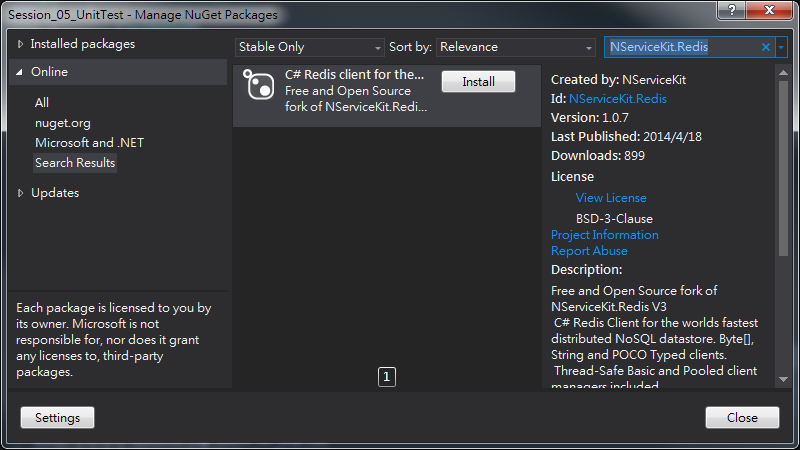 Session_05_UnitTest - Manage NuGet Packages
Installed packages
Online
All
nuget.org
Microsoft and .NET
Search Results
Updates
Each package is licensed to you by
its owner. Microsoft is not
responsible for, nor does it grant
any licenses to, third-party
packages.
Stable Only
Sort by: Relevance
C# Redis client for the...
Free and Open Source
fork of NServiceKit.Redi...
Install
1
NServiceKit.Redis
Created by: NServiceKit
Id: NServiceKit.Redis
Version: 1.0.7
Last Published: 2014/4/18
Downloads: 899
License
View License
BSD-3-Clause
Project Information
Report Abuse
Description:
Free and Open Source fork of
NServiceKit.Redis V3
C# Redis Client for the worlds fastest
distributed NoSQL datastore. Byte[],
String and POCO Typed clients.
Thread-Safe Basic and Pooled client
managers included
Settings
Close